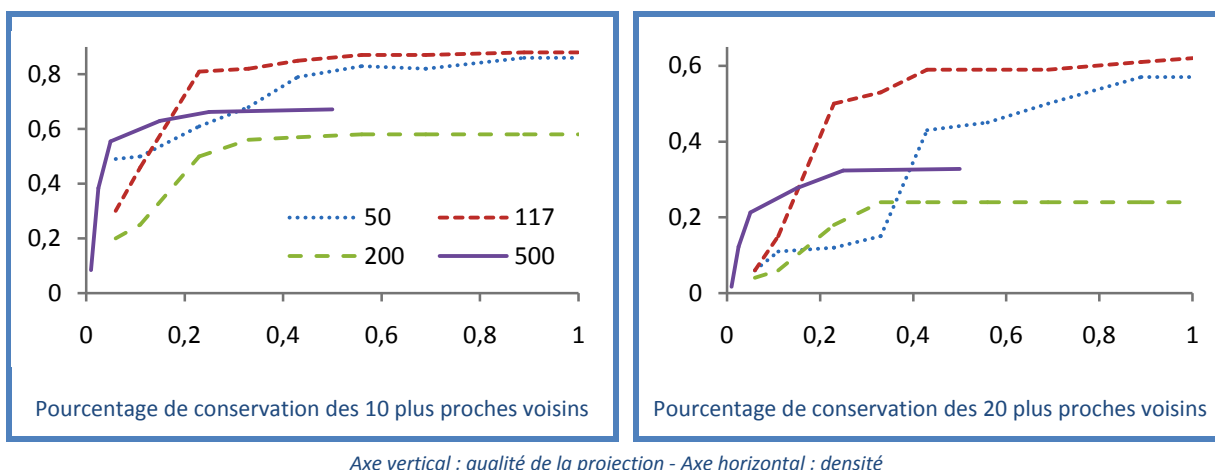 0,8
0,6
0,4
0,2
0
0 0,2 0,4 0,6 0,8 1
50 117
200 500
Pourcentage de conservation des 10 plus proches voisins
0,6
0,4
0,2
0
0 0,2 0,4 0,6 0,8 1
Pourcentage de conservation des 20 plus proches voisins
Axe vertical : qualité de la projection - Axe horizontal : densité